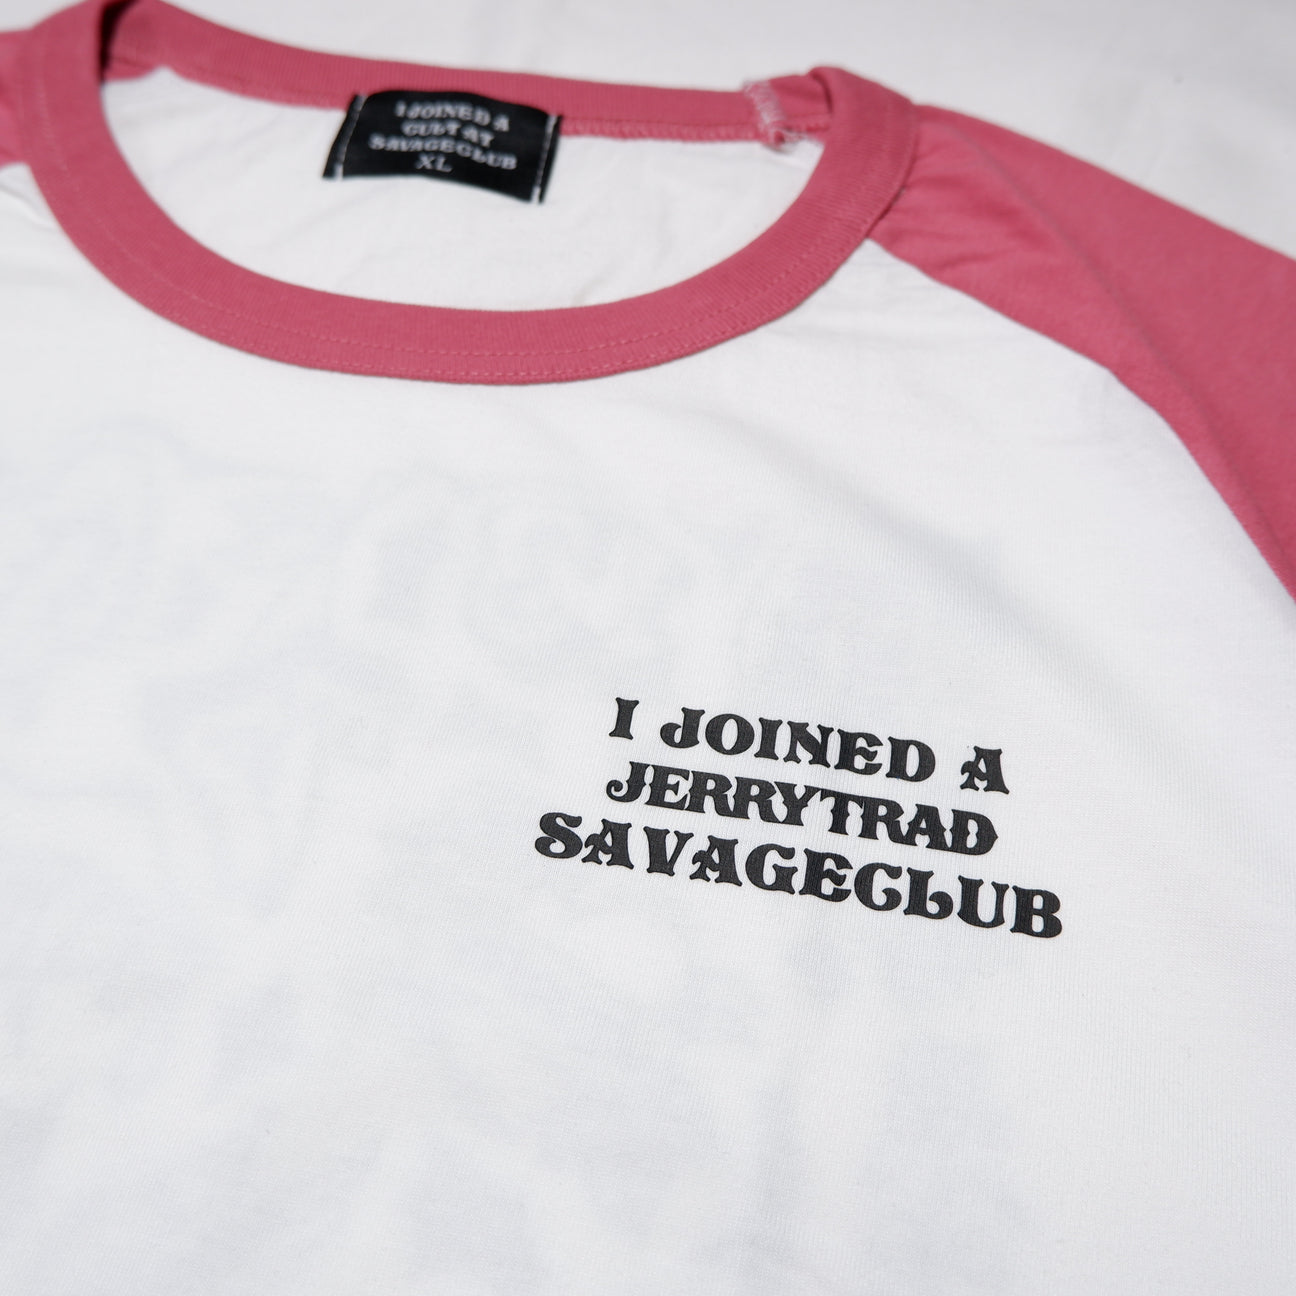 I JOINED A
CULT AT
SAVAGECLUB
XL
I JOINED A
JERRYTRAD
SAVAGECLUB